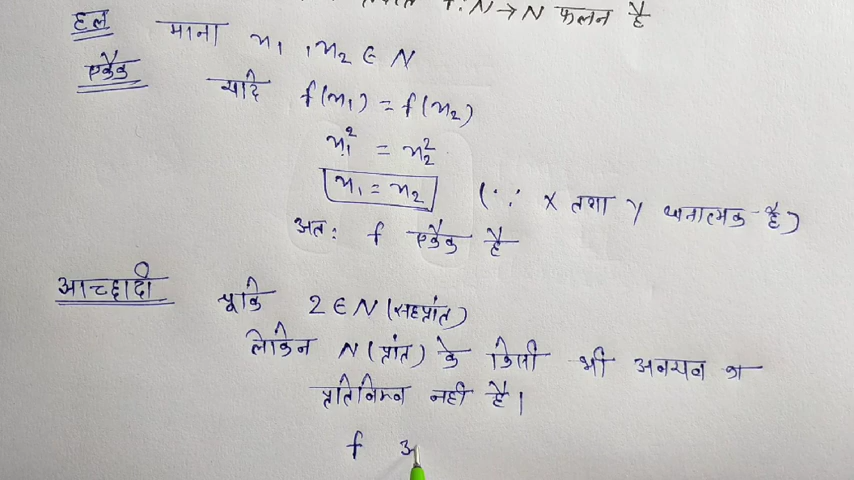 f: N → N फलन है
हल माना x₁, x₂ ∈ N
एकैक यदि f(x₁) = f(x₂)
x₁² = x₂²
x₁ = x₂ (∵ x तथा y धनात्मक है)
अतः f एकैक है
आच्छादी चूंकि 2 ∈ N (सहप्रांत)
लेकिन N (प्रांत) के किसी भी अवयव का
प्रतिबिम्ब नहीं है।
f अ